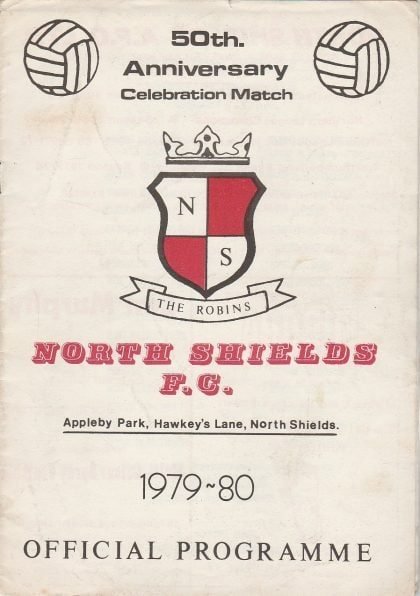 50th.
Anniversary
Celebration Match
N
S
THE ROBINS
NORTH SHIELDS
F.C.
Appleby Park, Hawkey's Lane, North Shields.
1979~80
OFFICIAL PROGRAMME